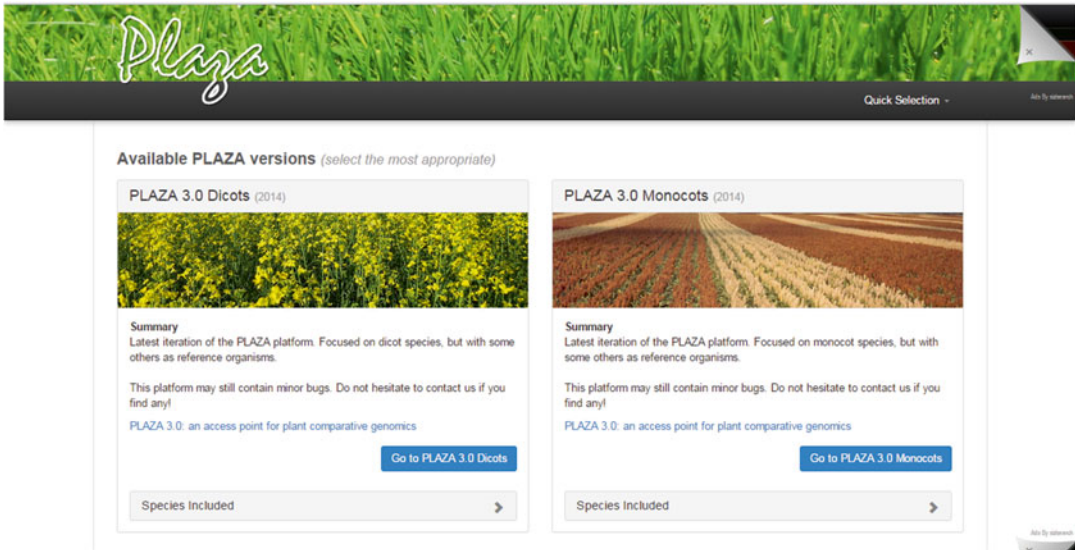 Plaza
Quick Selection
Available PLAZA versions (select the most appropriate)
PLAZA 3.0 Dicots (2014)
Summary
Latest iteration of the PLAZA platform. Focused on dicot species, but with some
others as reference organisms.
This platform may still contain minor bugs. Do not hesitate to contact us if you
find any!
PLAZA 3.0: an access point for plant comparative genomics
Go to PLAZA 3.0 Dicots
Species Included
PLAZA 3.0 Monocots (2014)
Summary
Latest iteration of the PLAZA platform. Focused on monocot species, but with
some others as reference organisms.
This platform may still contain minor bugs. Do not hesitate to contact us if you
find any!
PLAZA 3.0: an access point for plant comparative genomics
Go to PLAZA 3.0 Monocots
Species Included